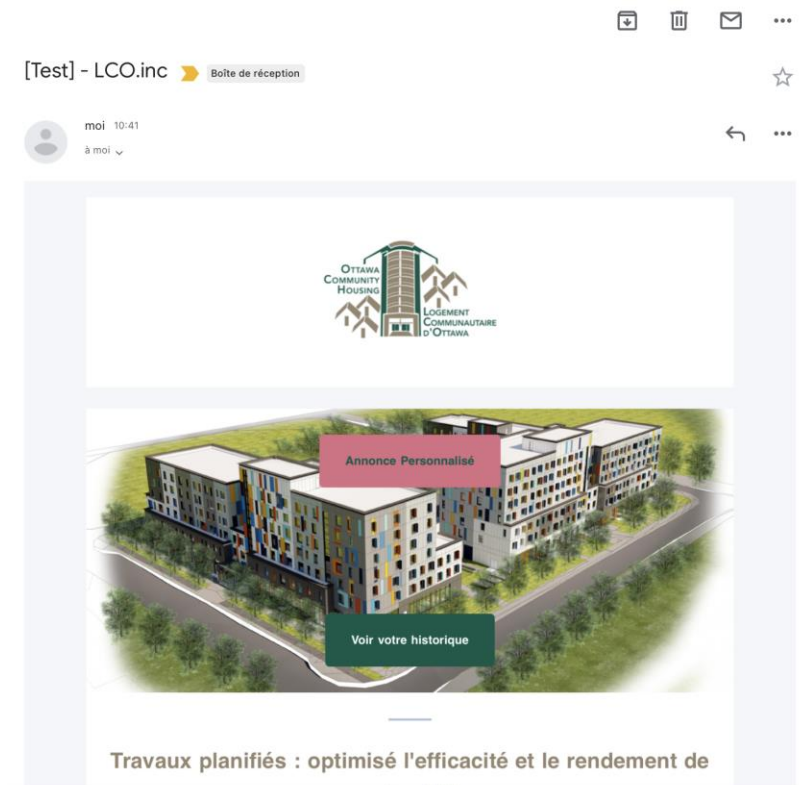 [Test] - LCO.inc Boîte de réception
moi 10:41
à moi
OTTAWA
COMMUNITY
HOUSING
LOGEMENT
COMMUNAUTAIRE
D'OTTAWA
Annonce Personnalisé
Voir votre historique
Travaux planifiés : optimisé l'efficacité et le rendement de